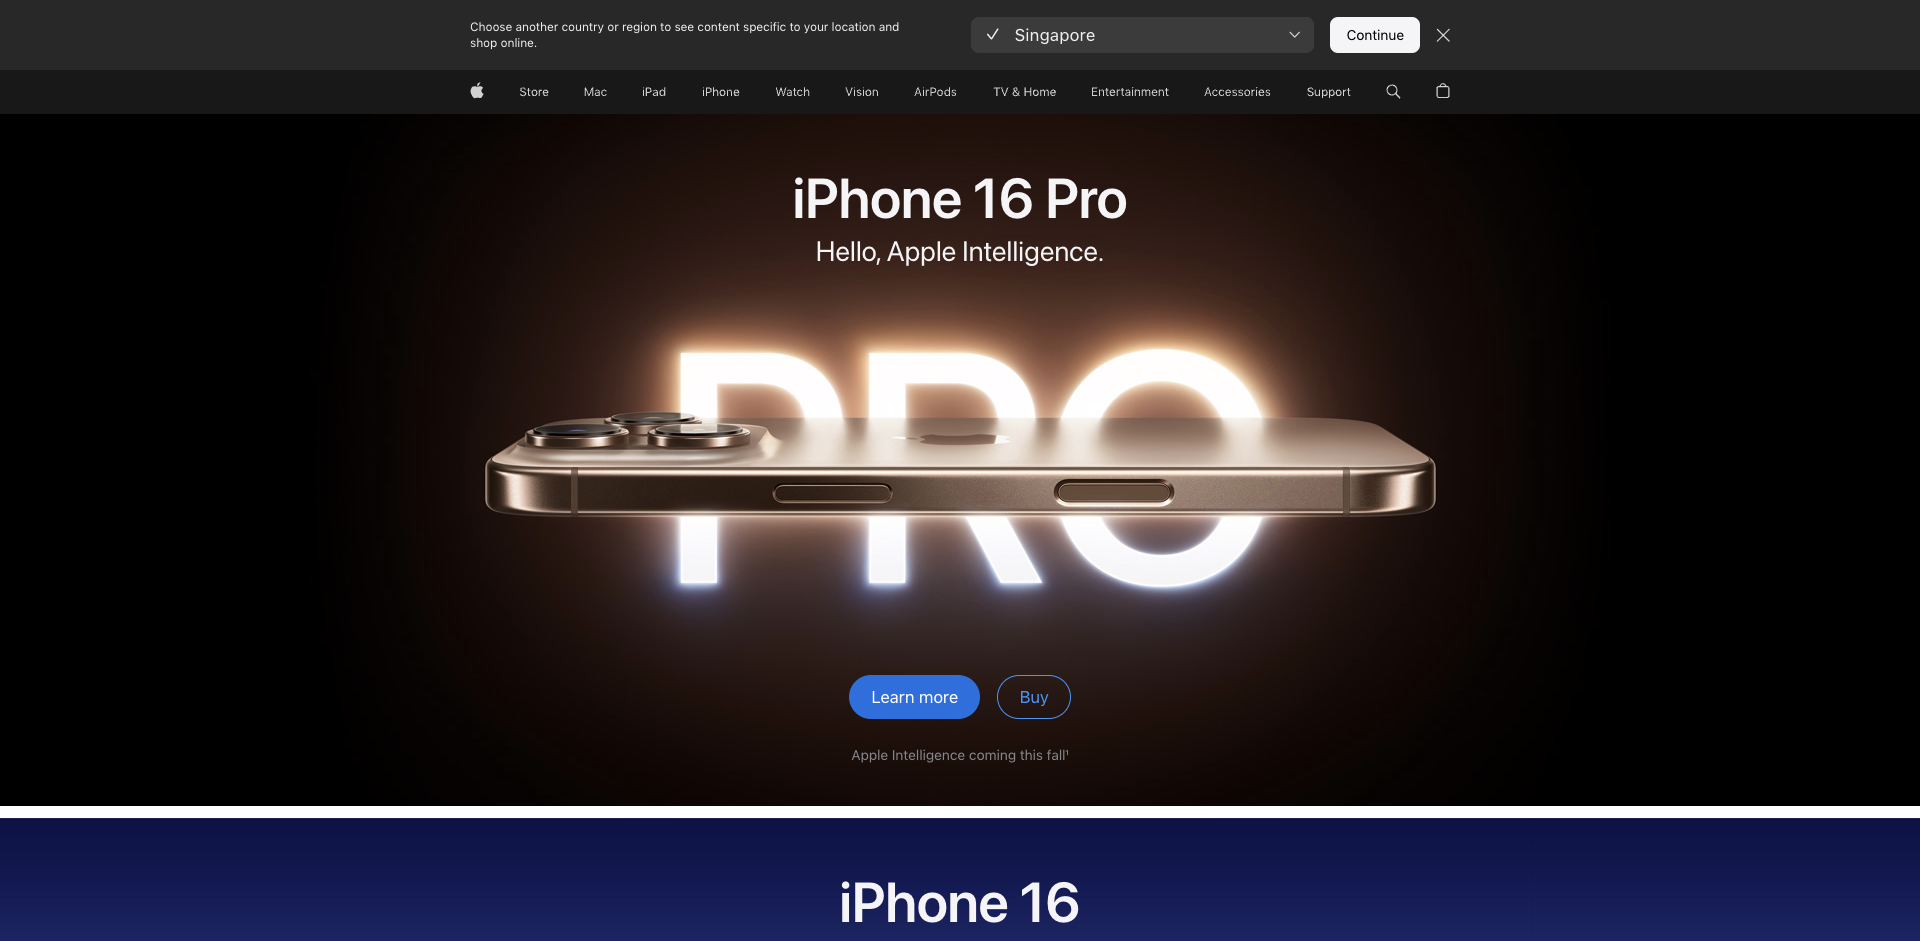 Choose another country or region to see content specific to your location and
shop online.
Singapore
Continue
Store
Mac
iPad
iPhone
Watch
Vision
AirPods
TV & Home
Entertainment
Accessories
Support
iPhone 16 Pro
Hello, Apple Intelligence.
PRO
Learn more
Buy
Apple Intelligence coming this fall¹
iPhone 16